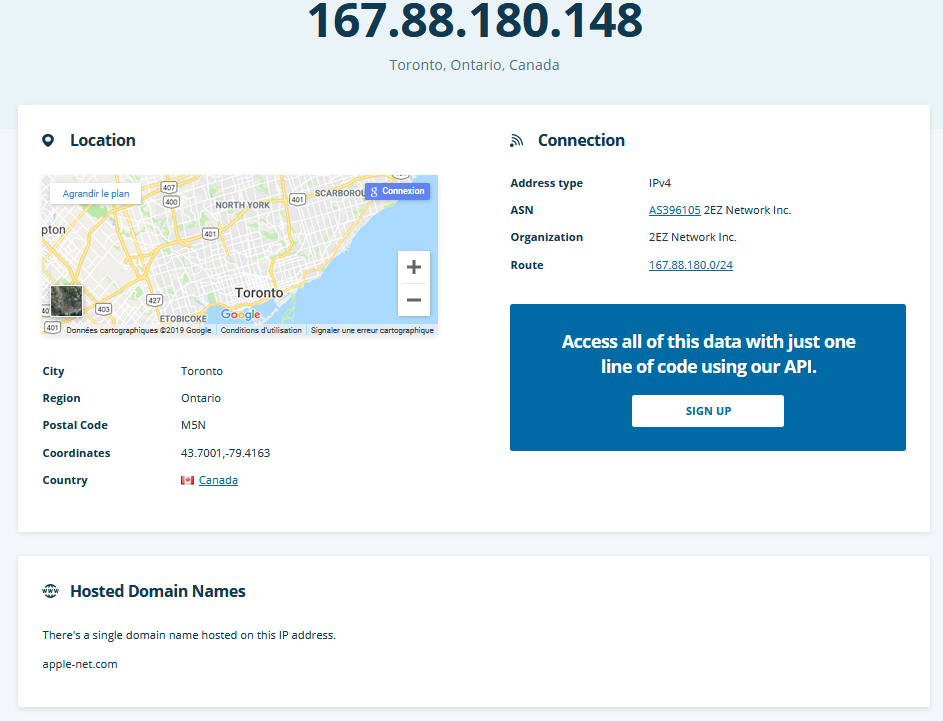 167.88.180.148
Toronto, Ontario, Canada
Location
Agrandir le plan
Connexion
407
400
401
NORTH YORK
401
SCARBOROU
pton
401
Toronto
427
403
ETOBICOKE
401
Google
Données cartographiques ©2019 Google
Conditions d'utilisation
Signaler une erreur cartographique
City Toronto
Region Ontario
Postal Code M5N
Coordinates 43.7001,-79.4163
Country Canada
Connection
Address type IPv4
ASN AS396105 2EZ Network Inc.
Organization 2EZ Network Inc.
Route 167.88.180.0/24
Access all of this data with just one
line of code using our API.
SIGN UP
www Hosted Domain Names
There's a single domain name hosted on this IP address.
apple-net.com